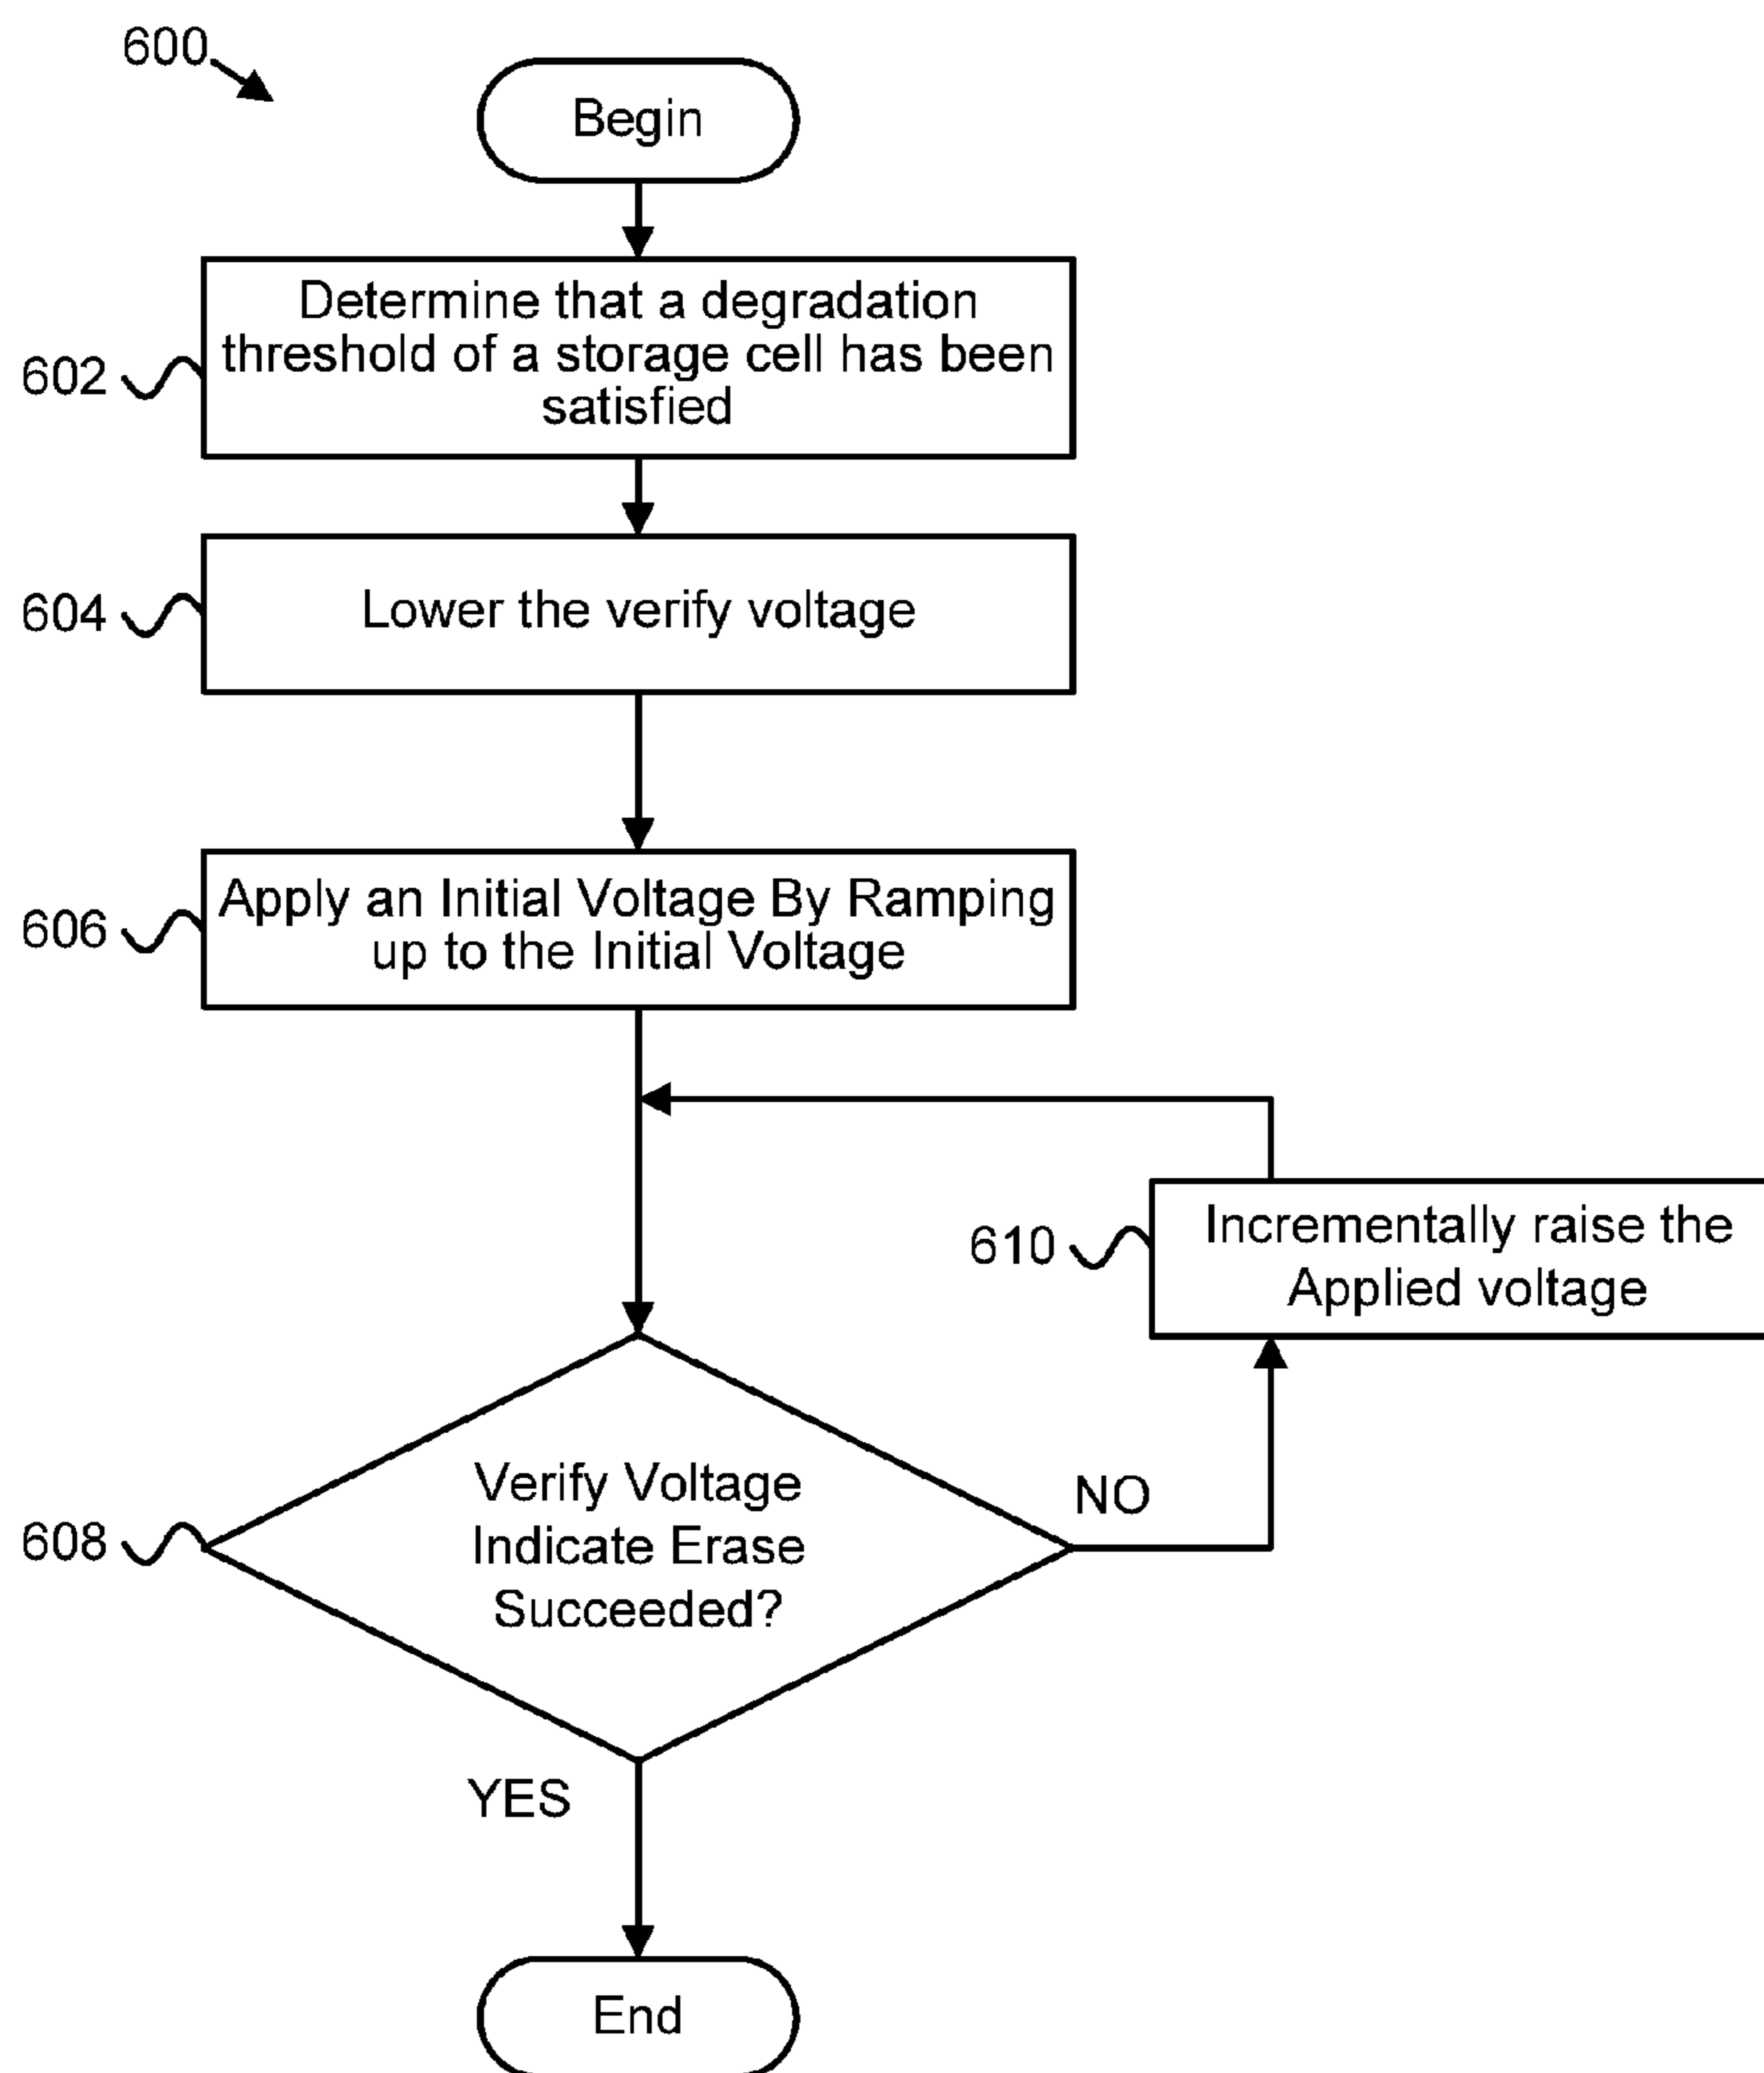 600
Begin
602
Determine that a degradation
threshold of a storage cell has been
satisfied
604
Lower the verify voltage
606
Apply an Initial Voltage By Ramping
up to the Initial Voltage
610
Incrementally raise the
Applied voltage
608
Verify Voltage
Indicate Erase
Succeeded?
NO
YES
End